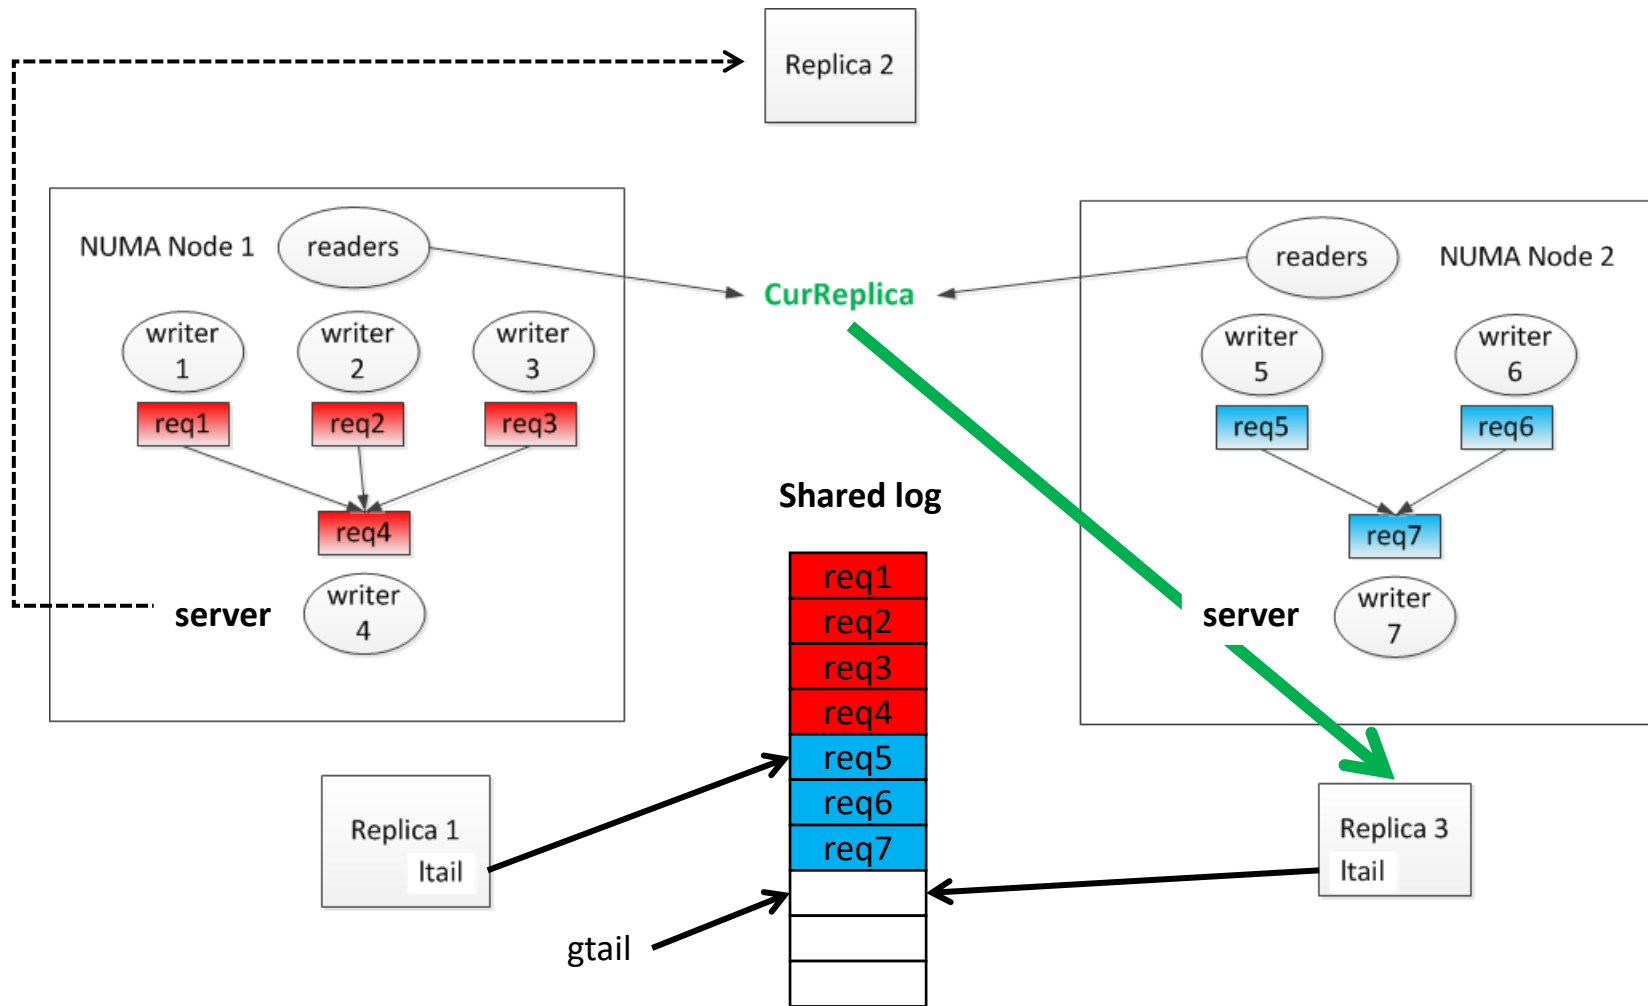 Replica 2
NUMA Node 1
readers
readers
NUMA Node 2
CurReplica
writer
1
writer
2
writer
3
writer
5
writer
6
req1
req2
req3
req5
req6
Shared log
req4
req7
server
writer
4
server
writer
7
req1
req2
req3
req4
req5
req6
req7
Replica 1
ltail
Replica 3
ltail
gtail